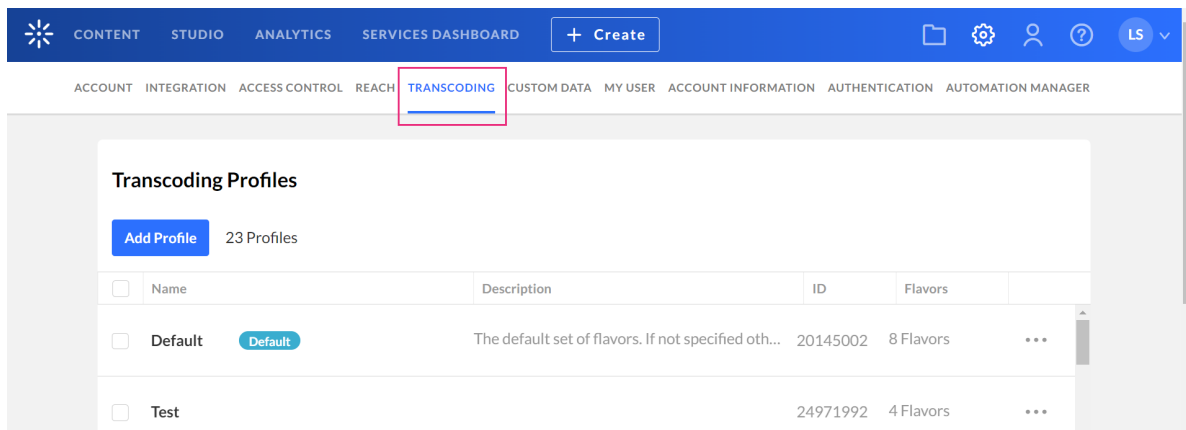 CONTENT STUDIO ANALYTICS SERVICES DASHBOARD + Create LS
ACCOUNT INTEGRATION ACCESS CONTROL REACH TRANSCODING CUSTOM DATA MY USER ACCOUNT INFORMATION AUTHENTICATION AUTOMATION MANAGER
Transcoding Profiles
Add Profile 23 Profiles
Name Description ID Flavors
Default Default The default set of flavors. If not specified oth... 20145002 8 Flavors
Test 24971992 4 Flavors